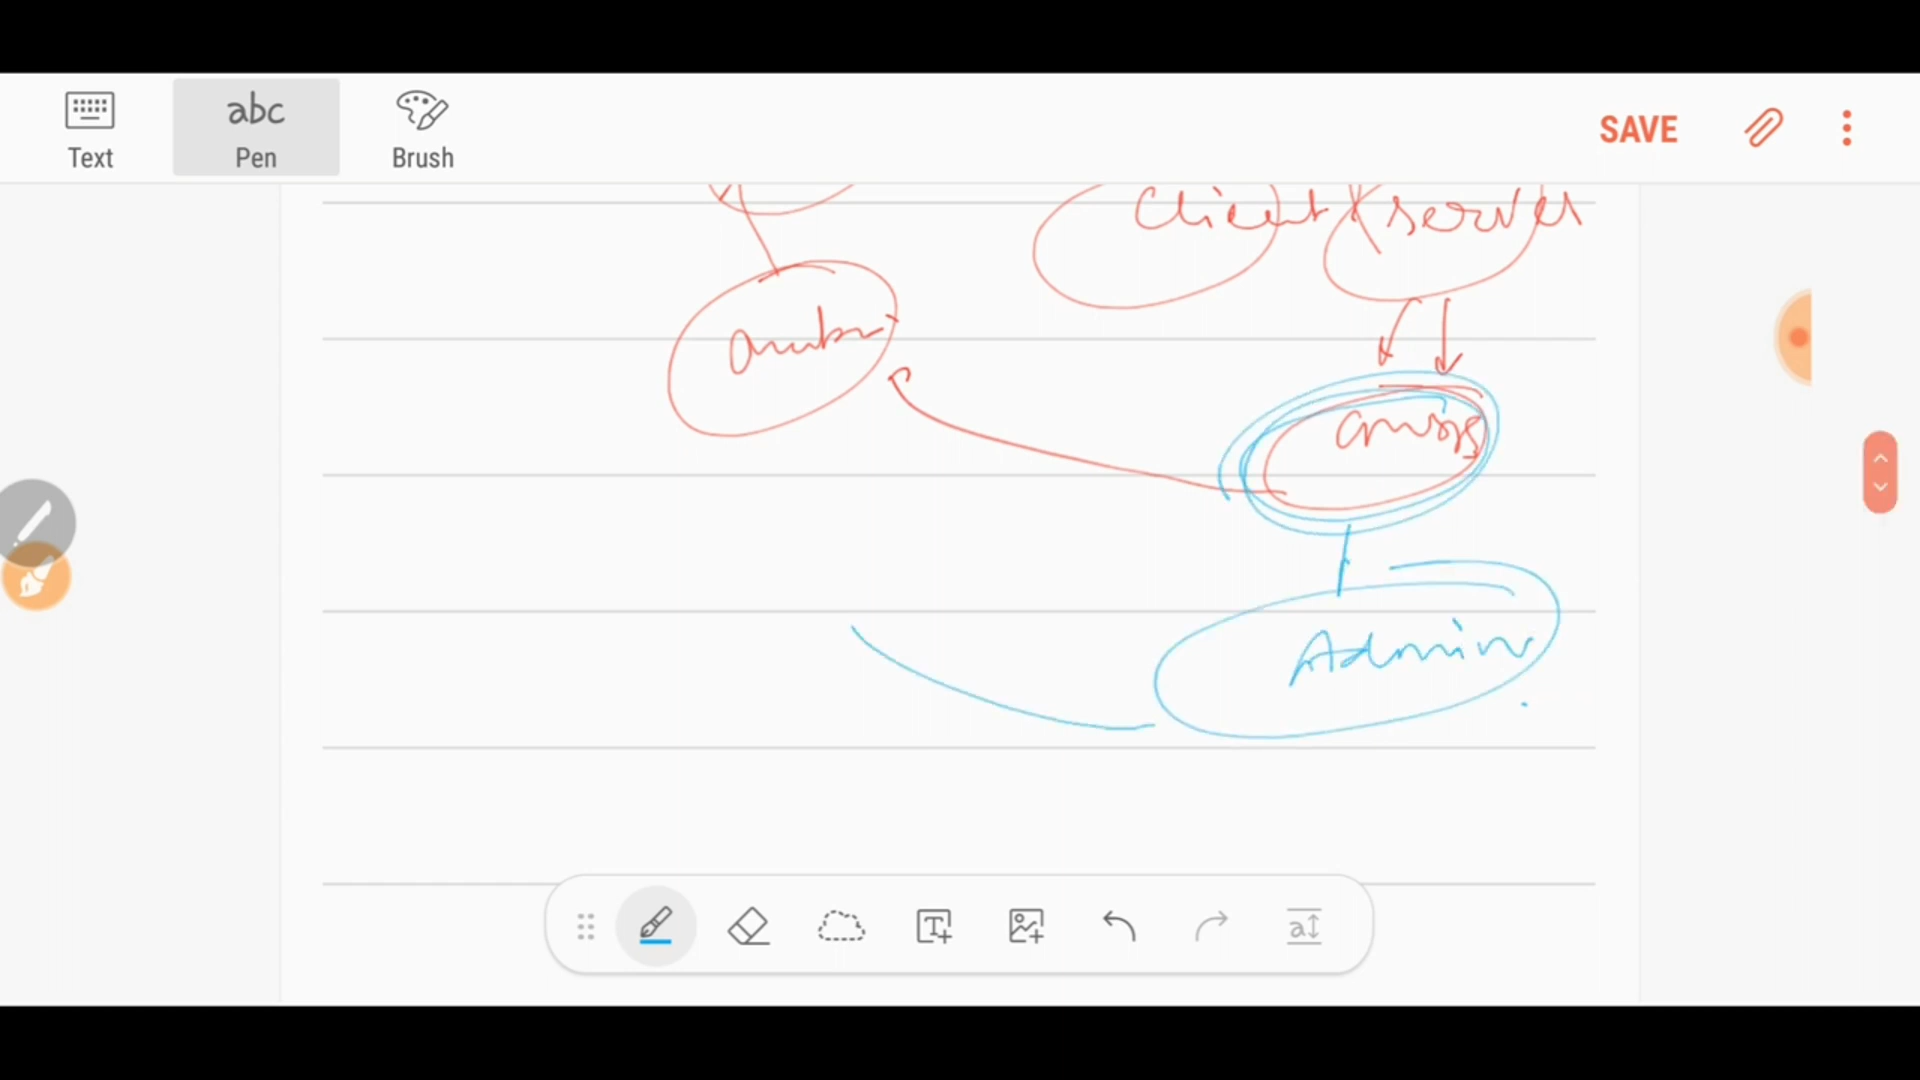 Text
abc
Pen
Brush
SAVE
Client server
Admin